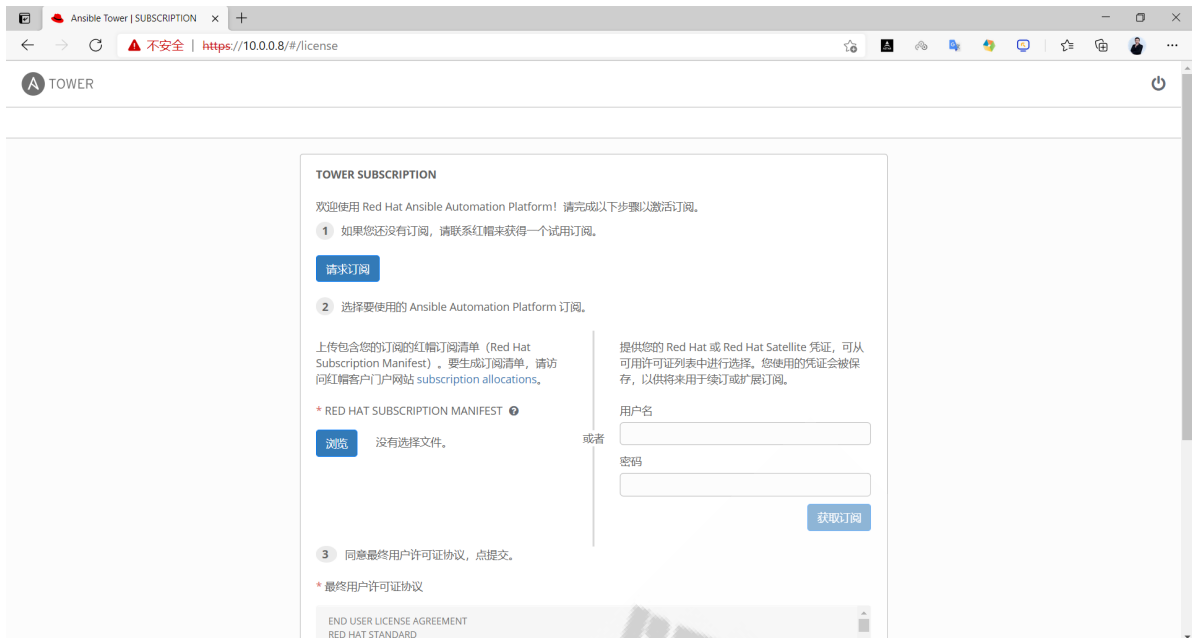 Ansible Tower | SUBSCRIPTION
不安全 | https://10.0.0.8/#/license
TOWER
TOWER SUBSCRIPTION
欢迎使用 Red Hat Ansible Automation Platform！请完成以下步骤以激活订阅。
1 如果您还没有订阅，请联系红帽来获得一个试用订阅。
请求订阅
2 选择要使用的 Ansible Automation Platform 订阅。
上传包含您的订阅的红帽订阅清单（Red Hat
Subscription Manifest）。要生成订阅清单，请访
问红帽客户门户网站 subscription allocations。
* RED HAT SUBSCRIPTION MANIFEST
浏览 没有选择文件。
或者
提供您的 Red Hat 或 Red Hat Satellite 凭证，可从
可用许可证列表中进行选择。您使用的凭证会被保
存，以供将来用于续订或扩展订阅。
用户名
密码
获取订阅
3 同意最终用户许可证协议，点提交。
* 最终用户许可证协议
END USER LICENSE AGREEMENT
RED HAT STANDARD